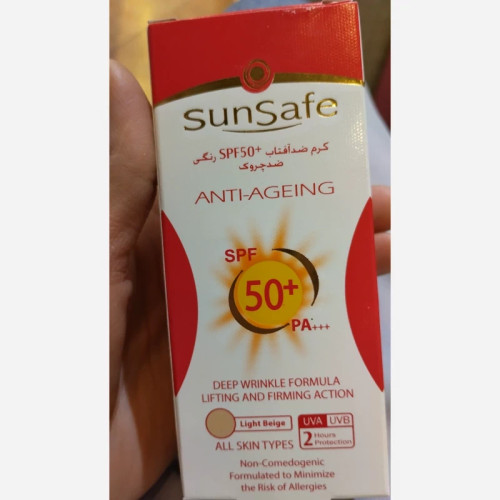 SunSafe
کرم ضدآفتاب +SPF50 رنگی
ضدچروک
ANTI-AGEING
SPF
50+
PA+++
DEEP WRINKLE FORMULA
LIFTING AND FIRMING ACTION
Light Beige
UVA UVB
ALL SKIN TYPES
2 Hours Protection
Non-Comedogenic
Formulated to Minimize
the Risk of Allergies